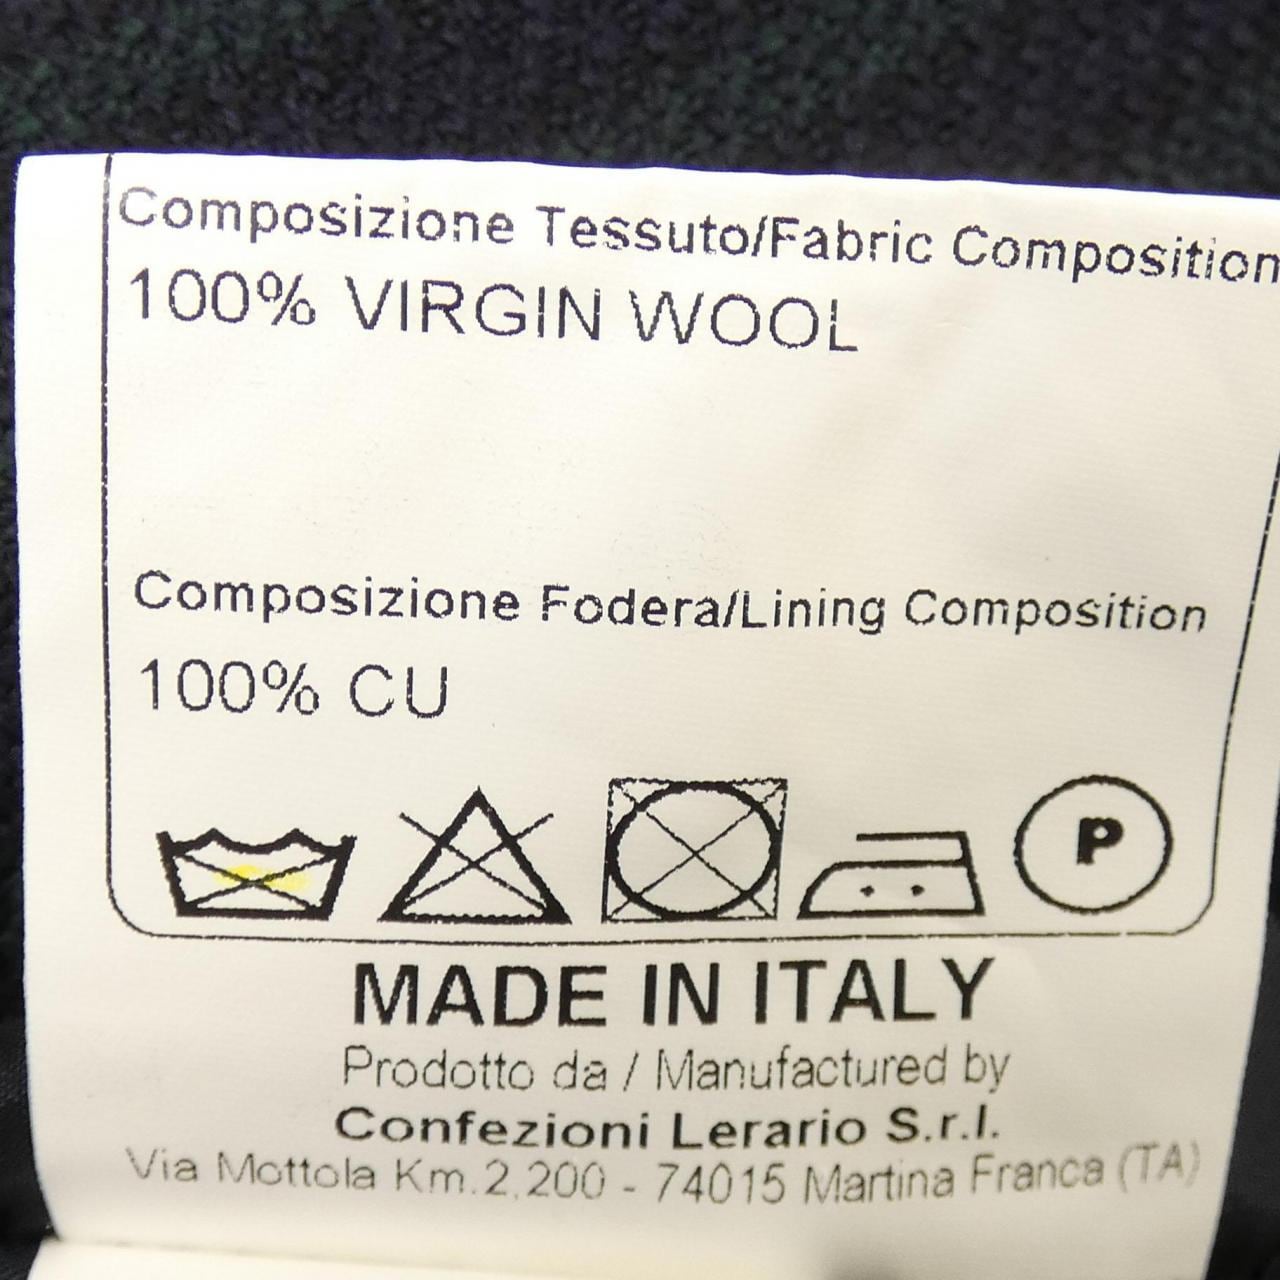 Composizione Tessuto/Fabric Composition
100% VIRGIN WOOL
Composizione Fodera/Lining Composition
100% CU
P
MADE IN ITALY
Prodotto da / Manufactured by
Confezioni Lerario S.r.l.
Via Mottola Km.2,200 - 74015 Martina Franca (TA)